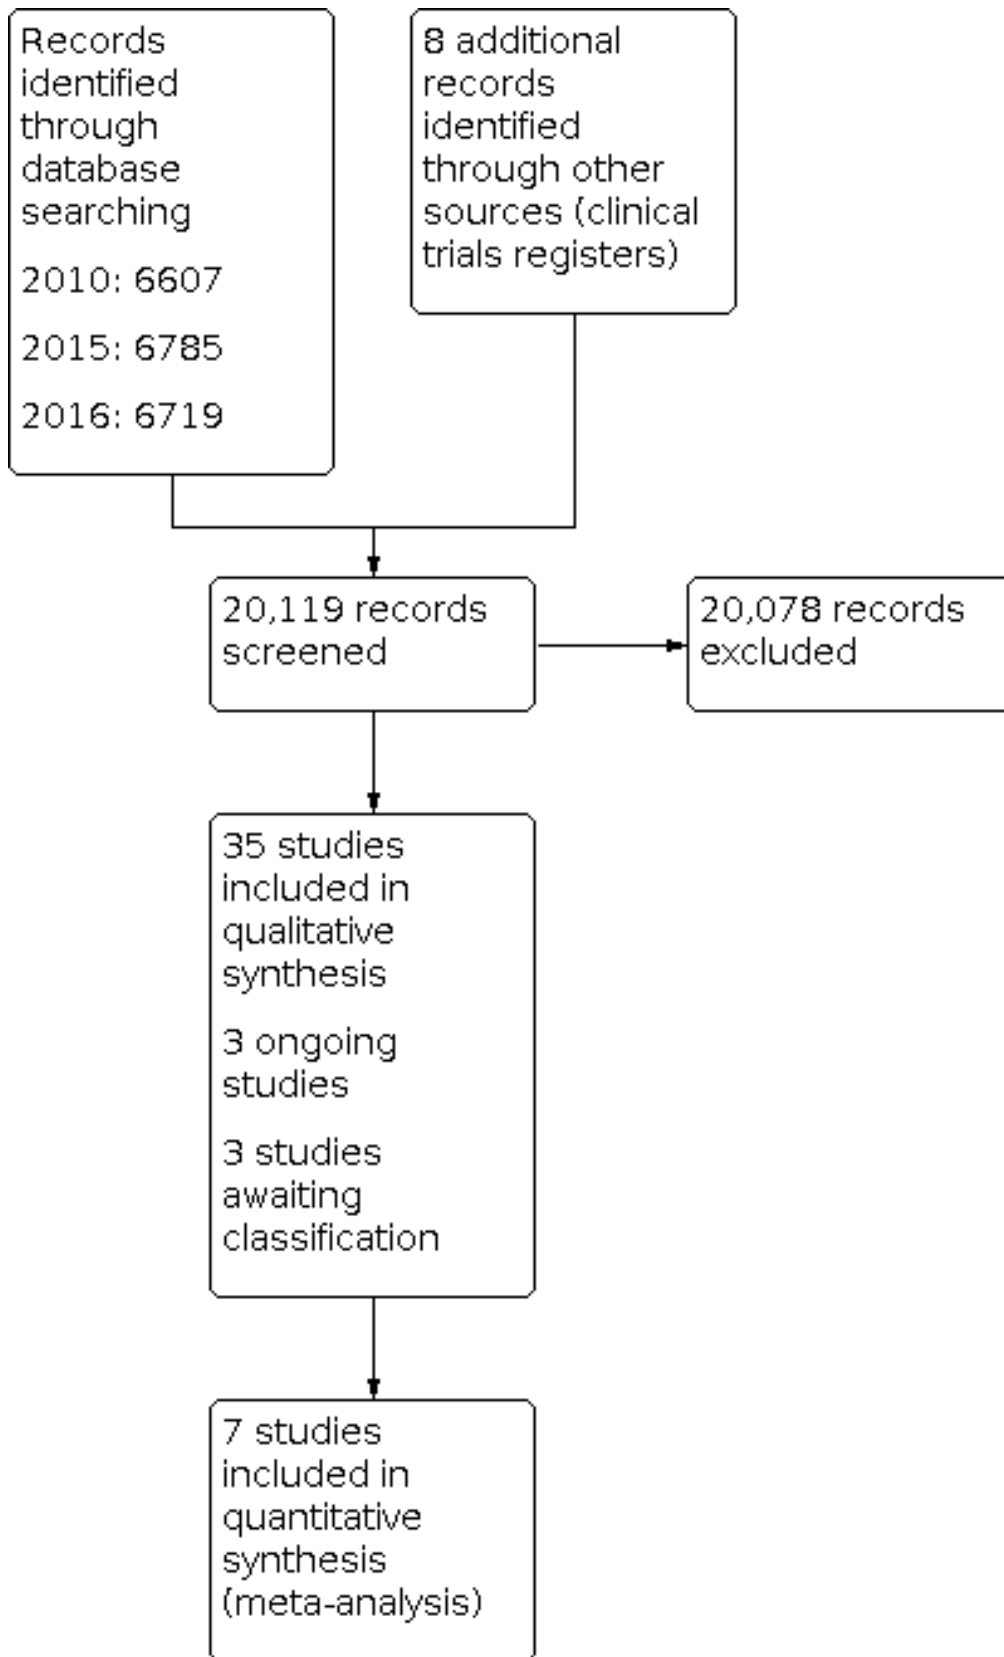 Records
identified
through
database
searching
2010: 6607
2015: 6785
2016: 6719
8 additional
records
identified
through other
sources (clinical
trials registers)
20,119 records
screened
20,078 records
excluded
35 studies
included in
qualitative
synthesis
3 ongoing
studies
3 studies
awaiting
classification
7 studies
included in
quantitative
synthesis
(meta-analysis)